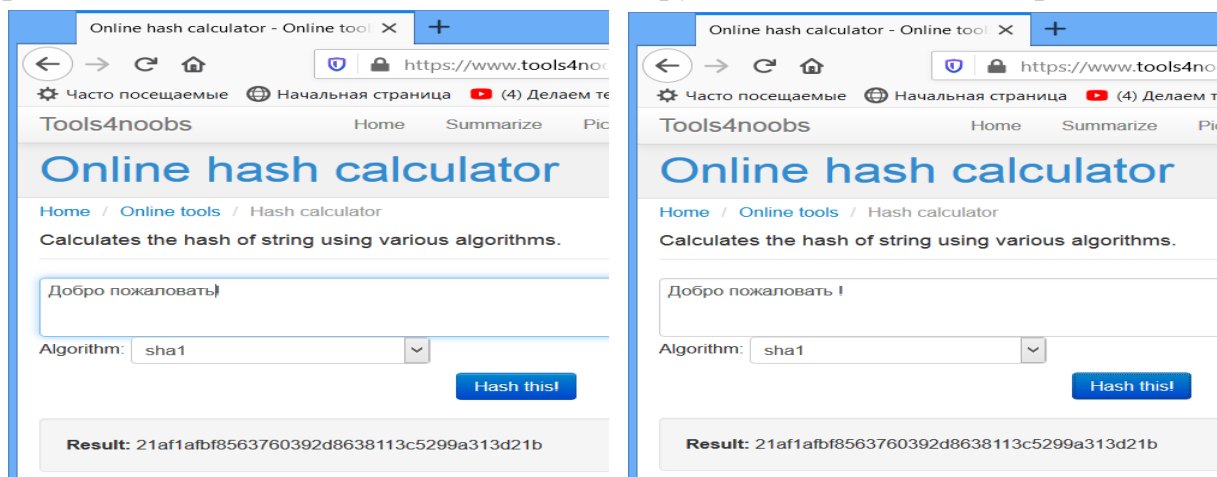 Online hash calculator - Online tool
https://www.tools4noo
Часто посещаемые Начальная страница (4) Делаем те
Tools4noobs Home Summarize Pic
Online hash calculator
Home / Online tools / Hash calculator
Calculates the hash of string using various algorithms.
Добро пожаловать!
Algorithm: sha1
Hash this!
Result: 21af1afbf8563760392d8638113c5299a313d21b
Online hash calculator - Online tool
https://www.tools4no
Часто посещаемые Начальная страница (4) Делаем т
Tools4noobs Home Summarize Pi
Online hash calculator
Home / Online tools / Hash calculator
Calculates the hash of string using various algorithms.
Добро пожаловать !
Algorithm: sha1
Hash this!
Result: 21af1afbf8563760392d8638113c5299a313d21b